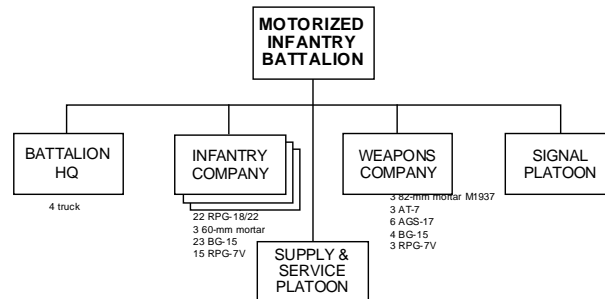 MOTORIZED
INFANTRY
BATTALION
BATTALION
HQ
4 truck
INFANTRY
COMPANY
22 RPG-18/22
3 60-mm mortar
23 BG-15
15 RPG-7V
SUPPLY &
SERVICE
PLATOON
WEAPONS
COMPANY
3 82-mm mortar M1937
3 AT-7
6 AGS-17
4 BG-15
3 RPG-7V
SIGNAL
PLATOON